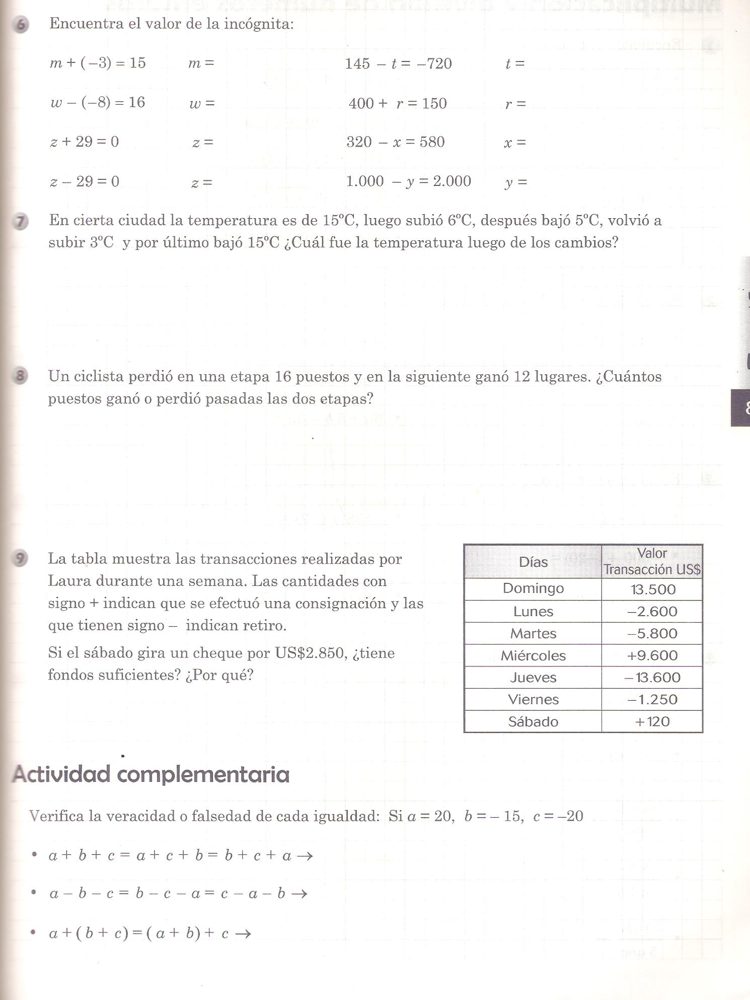 6 Encuentra el valor de la incógnita:
m + (−3) = 15 m = 145 − t = −720 t =
w − (−8) = 16 w = 400 + r = 150 r =
z + 29 = 0 z = 320 − x = 580 x =
z − 29 = 0 z = 1.000 − y = 2.000 y =
7 En cierta ciudad la temperatura es de 15ºC, luego subió 6ºC, después bajó 5ºC, volvió a
subir 3ºC y por último bajó 15ºC ¿Cuál fue la temperatura luego de los cambios?
8 Un ciclista perdió en una etapa 16 puestos y en la siguiente ganó 12 lugares. ¿Cuántos
puestos ganó o perdió pasadas las dos etapas?
9 La tabla muestra las transacciones realizadas por
Laura durante una semana. Las cantidades con
signo + indican que se efectuó una consignación y las
que tienen signo − indican retiro.
Si el sábado gira un cheque por US$2.850, ¿tiene
fondos suficientes? ¿Por qué?
Días Valor
Transacción US$
Domingo 13.500
Lunes −2.600
Martes −5.800
Miércoles +9.600
Jueves −13.600
Viernes −1.250
Sábado +120
Actividad complementaria
Verifica la veracidad o falsedad de cada igualdad: Si a = 20, b = − 15, c = −20
• a + b + c = a + c + b = b + c + a →
• a − b − c = b − c − a = c − a − b →
• a + ( b + c) = ( a + b) + c →